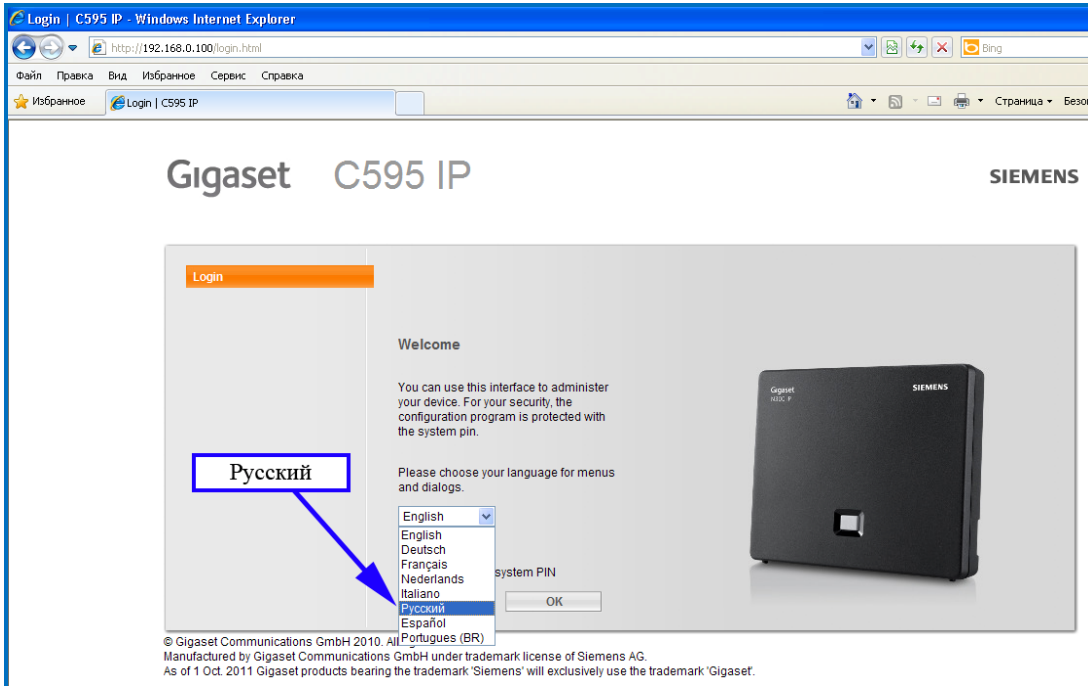 Login | C595 IP - Windows Internet Explorer
http://192.168.0.100/login.html
Bing
Файл Правка Вид Избранное Сервис Справка
Избранное
Login | C595 IP
Страница
Gigaset C595 IP
SIEMENS
Login
Welcome
You can use this interface to administer
your device. For your security, the
configuration program is protected with
the system pin.
Gigaset
SIEMENS
Русский
Please choose your language for menus
and dialogs.
English
English
Deutsch
Français
Nederlands
system PIN
Italiano
Русский
OK
Español
Portugues (BR)
© Gigaset Communications GmbH 2010.
Manufactured by Gigaset Communications GmbH under trademark license of Siemens AG.
As of 1 Oct. 2011 Gigaset products bearing the trademark 'Siemens' will exclusively use the trademark 'Gigaset'.